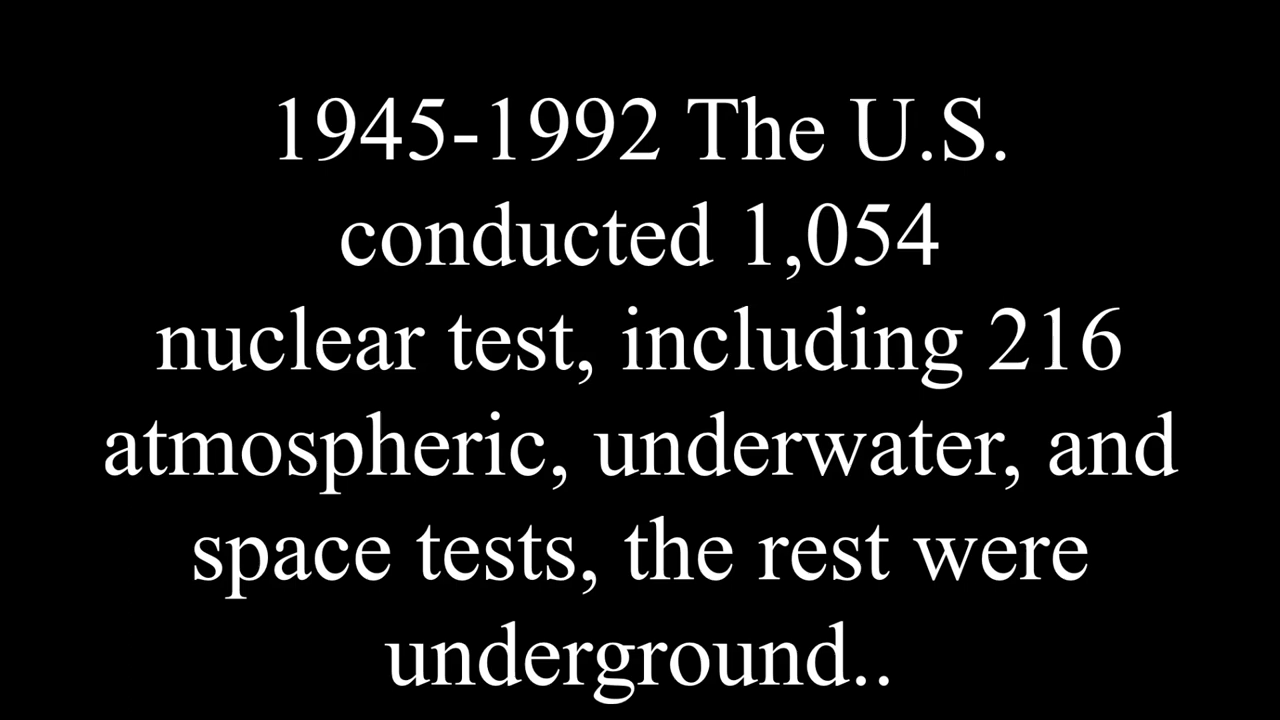 1945-1992 The U.S.
conducted 1,054
nuclear test, including 216
atmospheric, underwater, and
space tests, the rest were
underground..